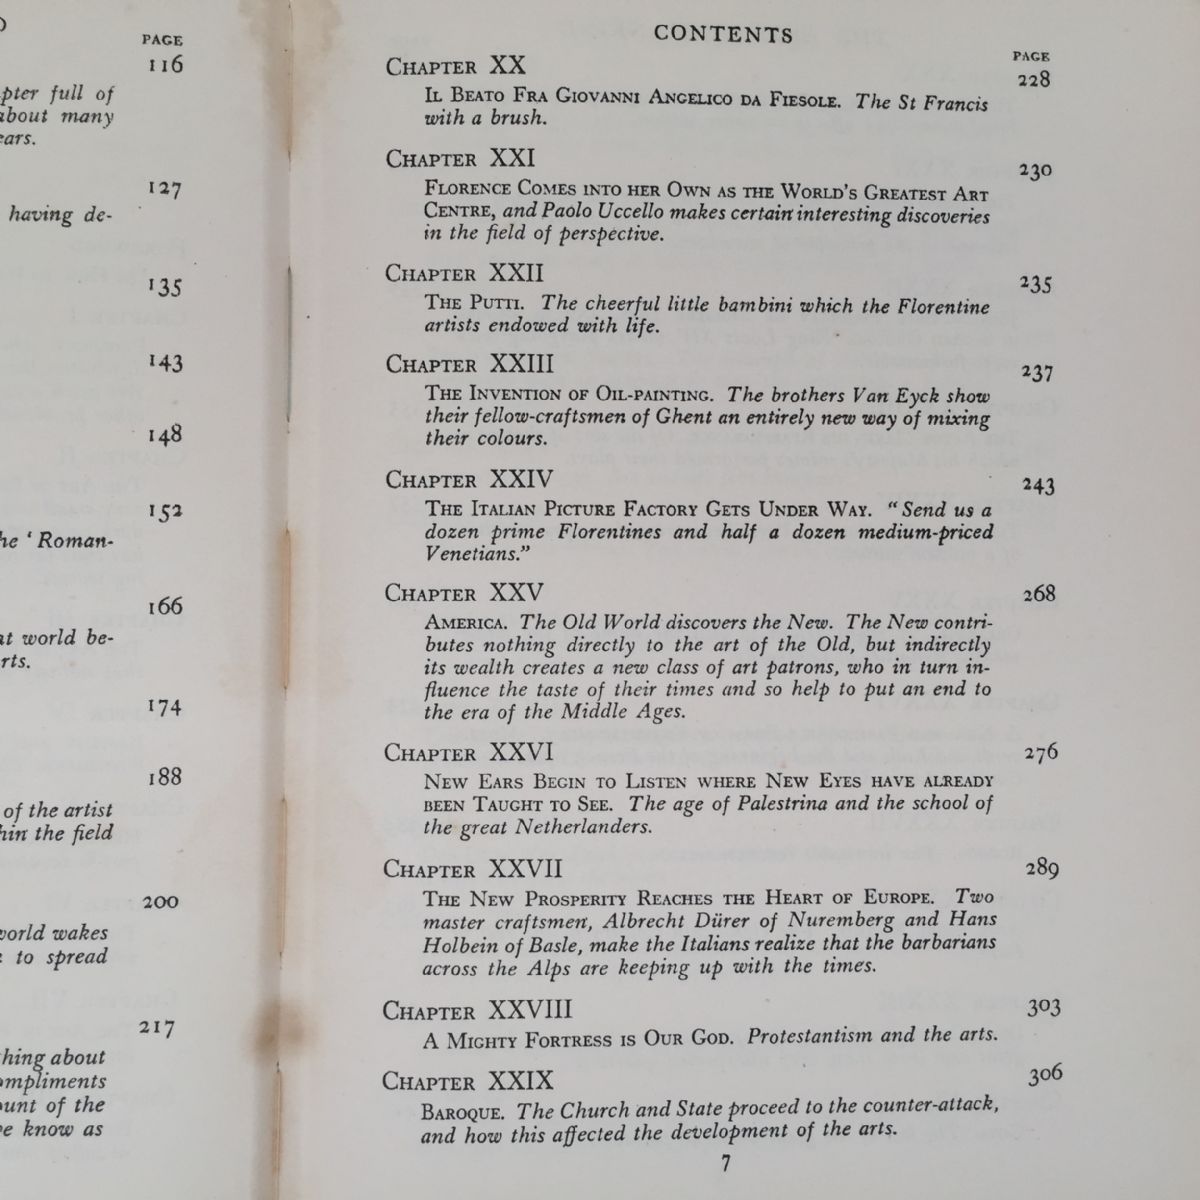 PAGE
116
pter full of
about many
ears.
127
having de-
135
143
148
152
he 'Roman-
166
at world be-
rts.
174
188
of the artist
hin the field
200
world wakes
to spread
217
thing about
ompliments
ount of the
we know as
CONTENTS
PAGE
CHAPTER XX 228
IL BEATO FRA GIOVANNI ANGELICO DA FIESOLE. The St Francis
with a brush.
CHAPTER XXI 230
FLORENCE COMES INTO HER OWN AS THE WORLD'S GREATEST ART
CENTRE, and Paolo Uccello makes certain interesting discoveries
in the field of perspective.
CHAPTER XXII 235
THE PUTTI. The cheerful little bambini which the Florentine
artists endowed with life.
CHAPTER XXIII 237
THE INVENTION OF OIL-PAINTING. The brothers Van Eyck show
their fellow-craftsmen of Ghent an entirely new way of mixing
their colours.
CHAPTER XXIV 243
THE ITALIAN PICTURE FACTORY GETS UNDER WAY. "Send us a
dozen prime Florentines and half a dozen medium-priced
Venetians."
CHAPTER XXV 268
AMERICA. The Old World discovers the New. The New contri-
butes nothing directly to the art of the Old, but indirectly
its wealth creates a new class of art patrons, who in turn in-
fluence the taste of their times and so help to put an end to
the era of the Middle Ages.
CHAPTER XXVI 276
NEW EARS BEGIN TO LISTEN WHERE NEW EYES HAVE ALREADY
BEEN TAUGHT TO SEE. The age of Palestrina and the school of
the great Netherlanders.
CHAPTER XXVII 289
THE NEW PROSPERITY REACHES THE HEART OF EUROPE. Two
master craftsmen, Albrecht Dürer of Nuremberg and Hans
Holbein of Basle, make the Italians realize that the barbarians
across the Alps are keeping up with the times.
CHAPTER XXVIII 303
A MIGHTY FORTRESS IS OUR GOD. Protestantism and the arts.
CHAPTER XXIX 306
BAROQUE. The Church and State proceed to the counter-attack,
and how this affected the development of the arts.
7